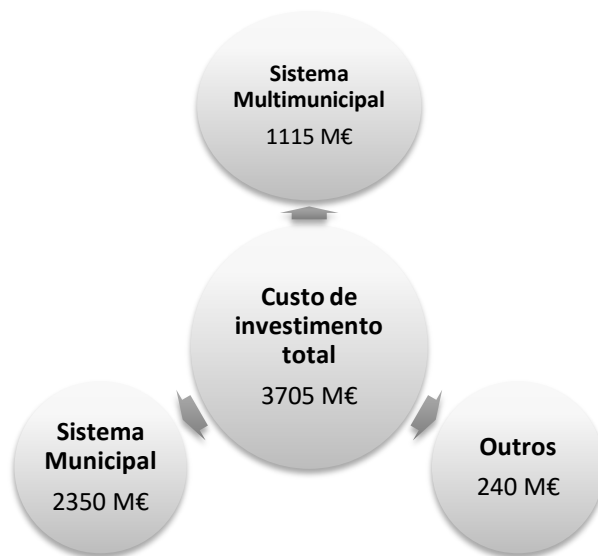 Sistema
Multimunicipal
1115 M€
Custo de
investimento
total
3705 M€
Sistema
Municipal
2350 M€
Outros
240 M€